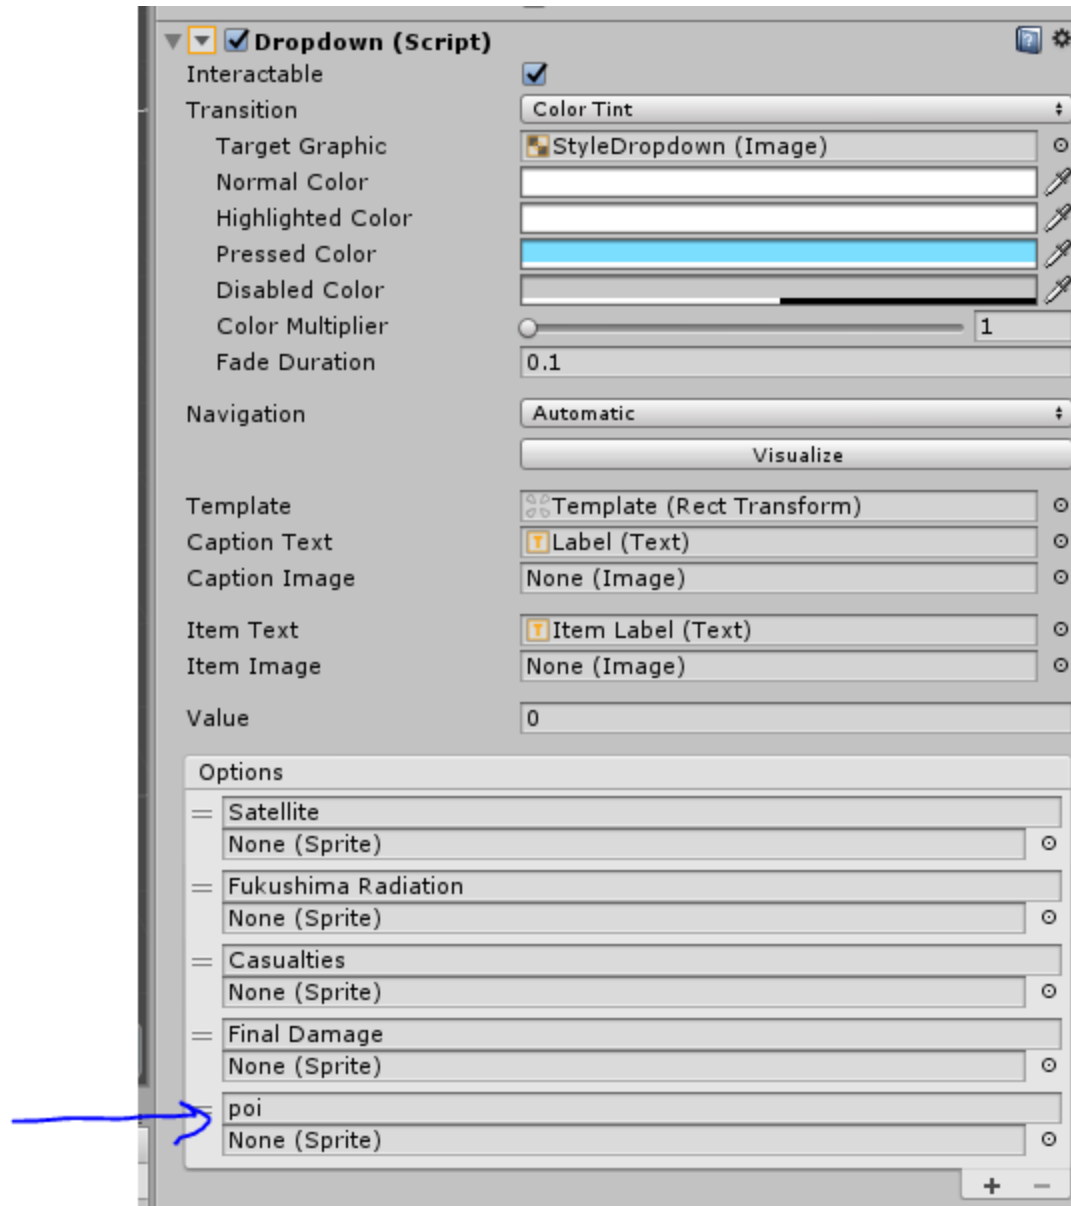 Dropdown (Script)
Interactable
Transition Color Tint
Target Graphic StyleDropdown (Image)
Normal Color
Highlighted Color
Pressed Color
Disabled Color
Color Multiplier 1
Fade Duration 0.1
Navigation Automatic
Visualize
Template Template (Rect Transform)
Caption Text Label (Text)
Caption Image None (Image)
Item Text Item Label (Text)
Item Image None (Image)
Value 0
Options
Satellite
None (Sprite)
Fukushima Radiation
None (Sprite)
Casualties
None (Sprite)
Final Damage
None (Sprite)
poi
None (Sprite)